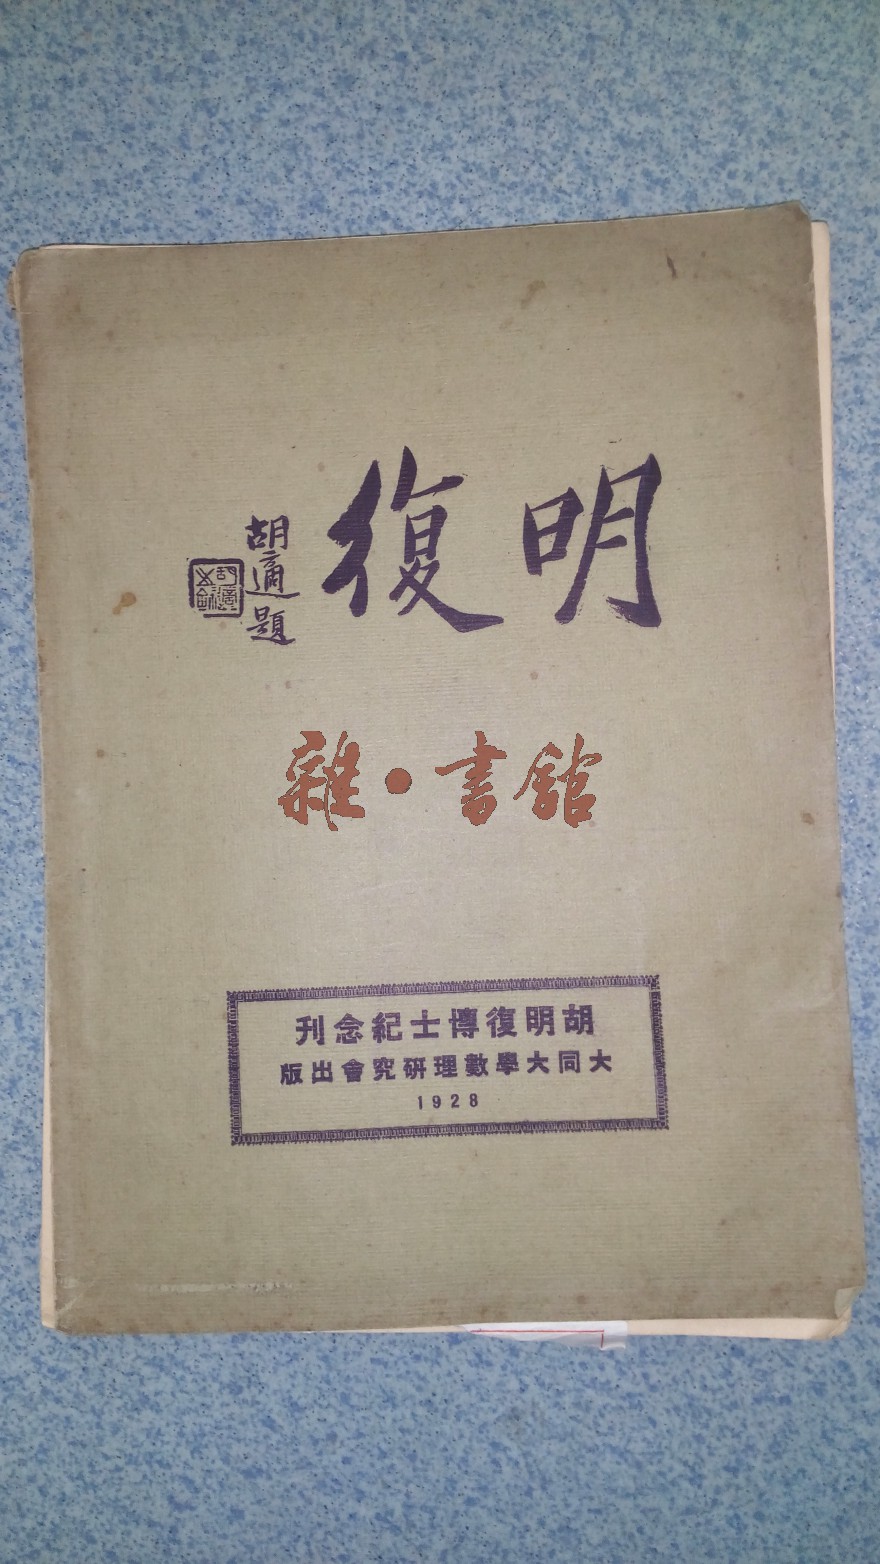 明復
胡適題
雜·書館
胡明復博士紀念刊
大同大學數理研究會出版
1928